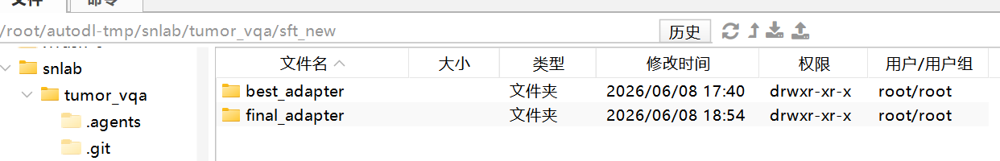 文件 命令
/root/autodl-tmp/snlab/tumor_vqa/sft_new 历史
文件名 大小 类型 修改时间 权限 用户/用户组
snlab
best_adapter 文件夹 2026/06/08 17:40 drwxr-xr-x root/root
tumor_vqa
final_adapter 文件夹 2026/06/08 18:54 drwxr-xr-x root/root
.agents
.git